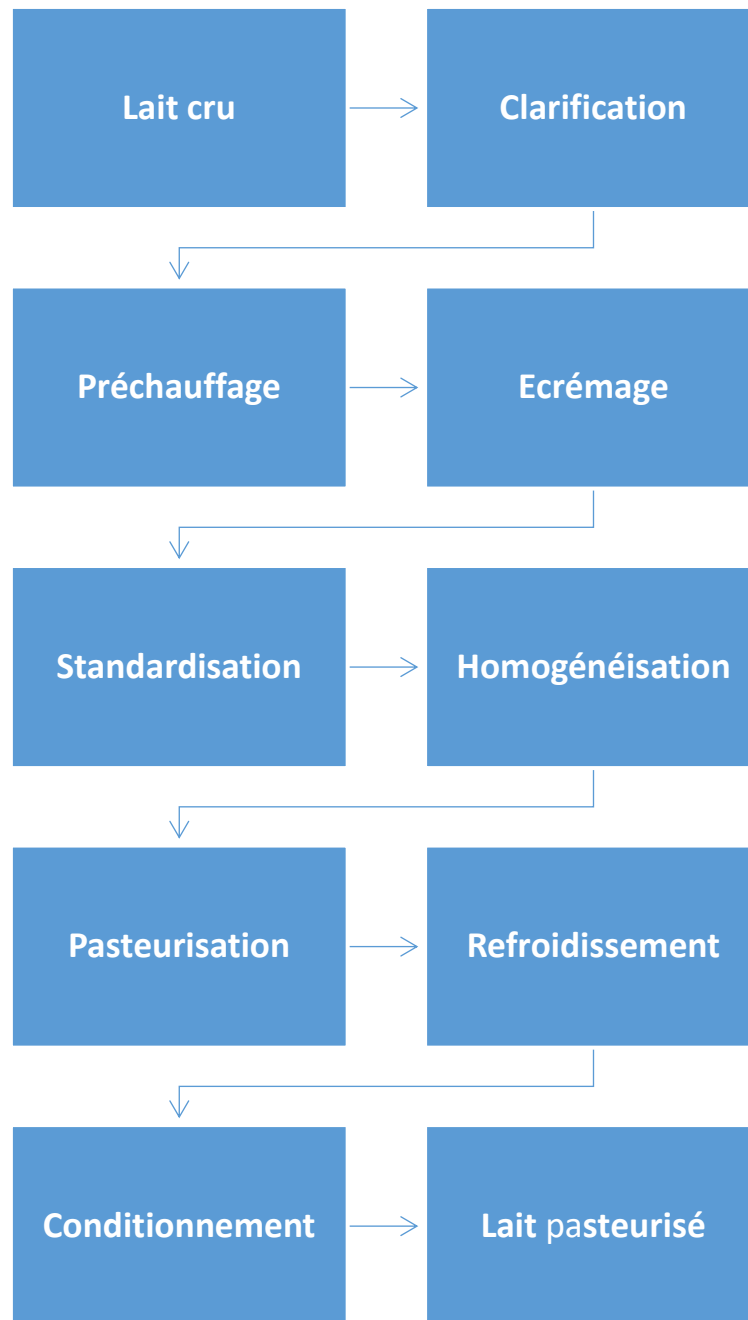 Lait cru
Clarification
Préchauffage
Ecrémage
Standardisation
Homogénéisation
Pasteurisation
Refroidissement
Conditionnement
Lait pasteurisé